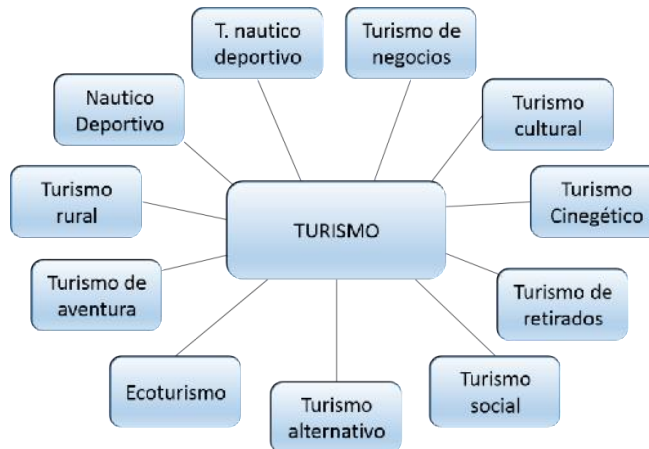 T. nautico
deportivo
Turismo de
negocios
Nautico
Deportivo
Turismo
cultural
Turismo
rural
TURISMO
Turismo
Cinegético
Turismo de
aventura
Turismo de
retirados
Ecoturismo
Turismo
alternativo
Turismo
social